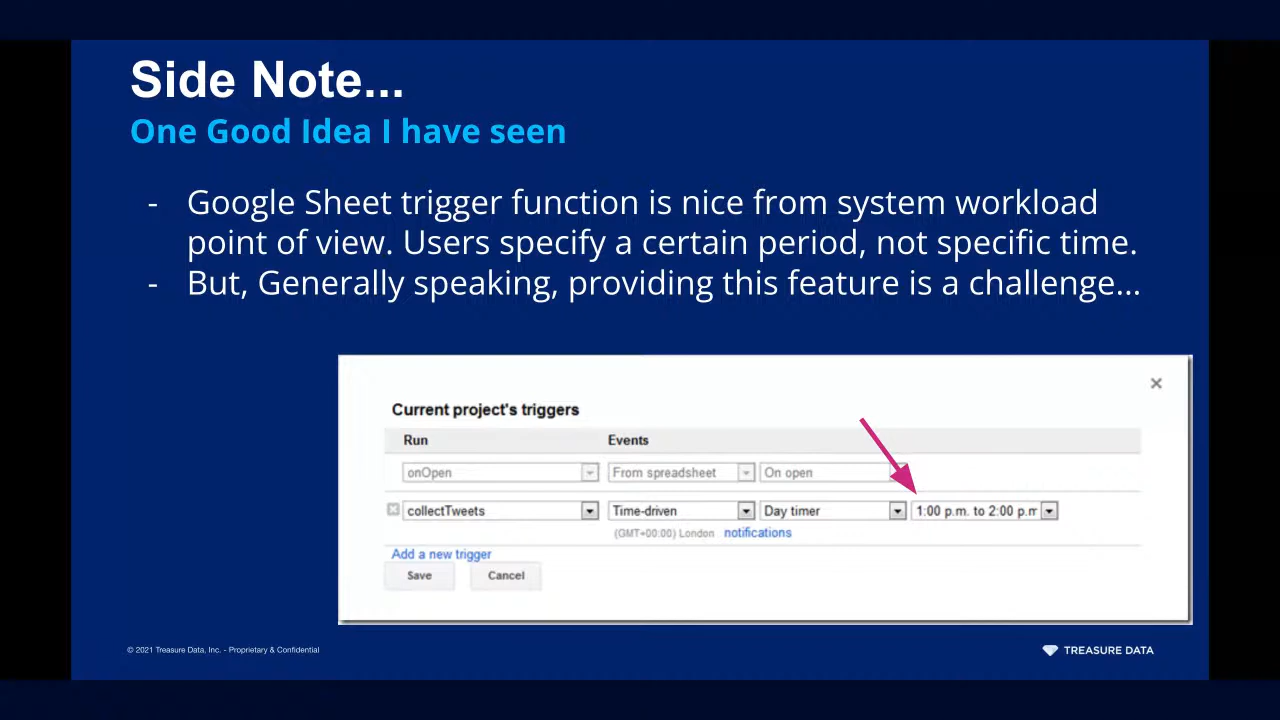 Side Note...
One Good Idea I have seen
- Google Sheet trigger function is nice from system workload
point of view. Users specify a certain period, not specific time.
- But, Generally speaking, providing this feature is a challenge...
Current project's triggers
Run Events
onOpen From spreadsheet On open
collectTweets Time-driven Day timer 1:00 p.m. to 2:00 p.m
(GMT+00:00) London notifications
Add a new trigger
Save Cancel
© 2021 Treasure Data, Inc. - Proprietary & Confidential
TREASURE DATA